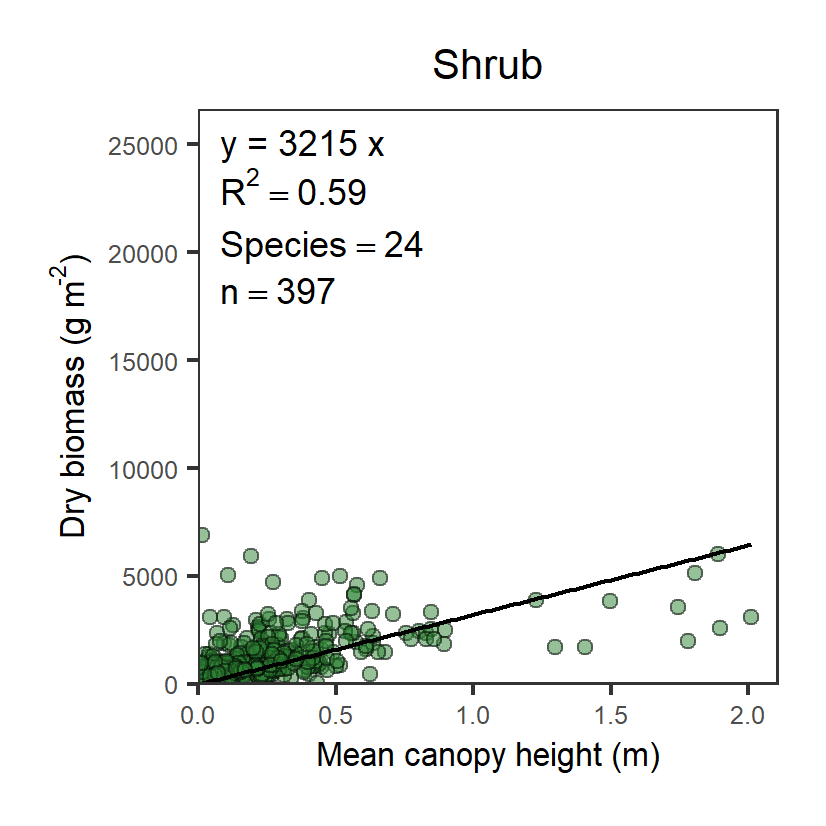 Shrub
y = 3215 x
R² = 0.59
Species = 24
n = 397
25000
20000
15000
10000
5000
0
Dry biomass (g m⁻²)
0.0 0.5 1.0 1.5 2.0
Mean canopy height (m)